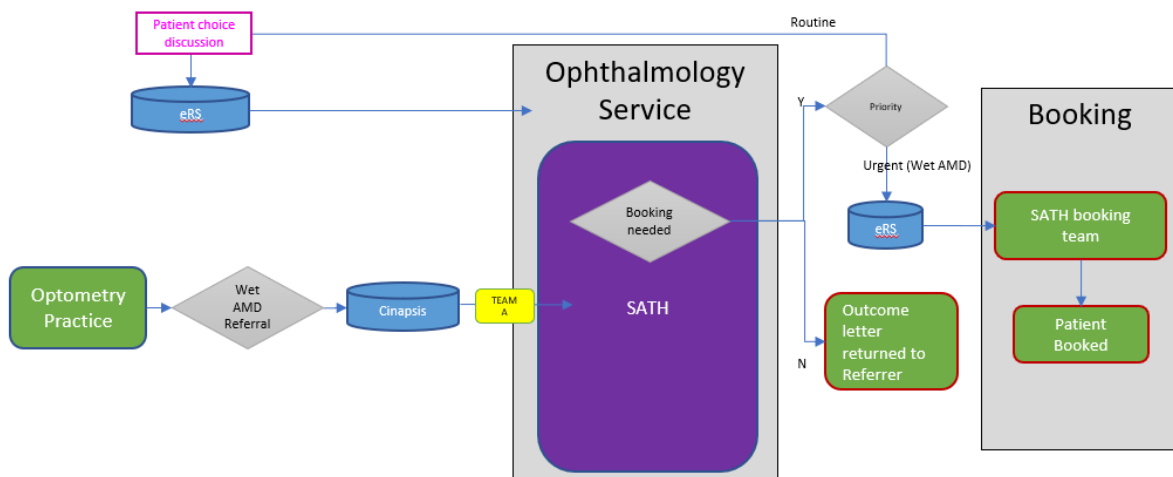 Routine
Patient choice
discussion
eRS
Ophthalmology
Service
Y
Priority
Urgent (Wet AMD)
eRS
Booking
SATH booking
team
Patient
Booked
Booking
needed
SATH
Optometry
Practice
Wet
AMD
Referral
Cinapsis
TEAM
A
N
Outcome
letter
returned to
Referrer